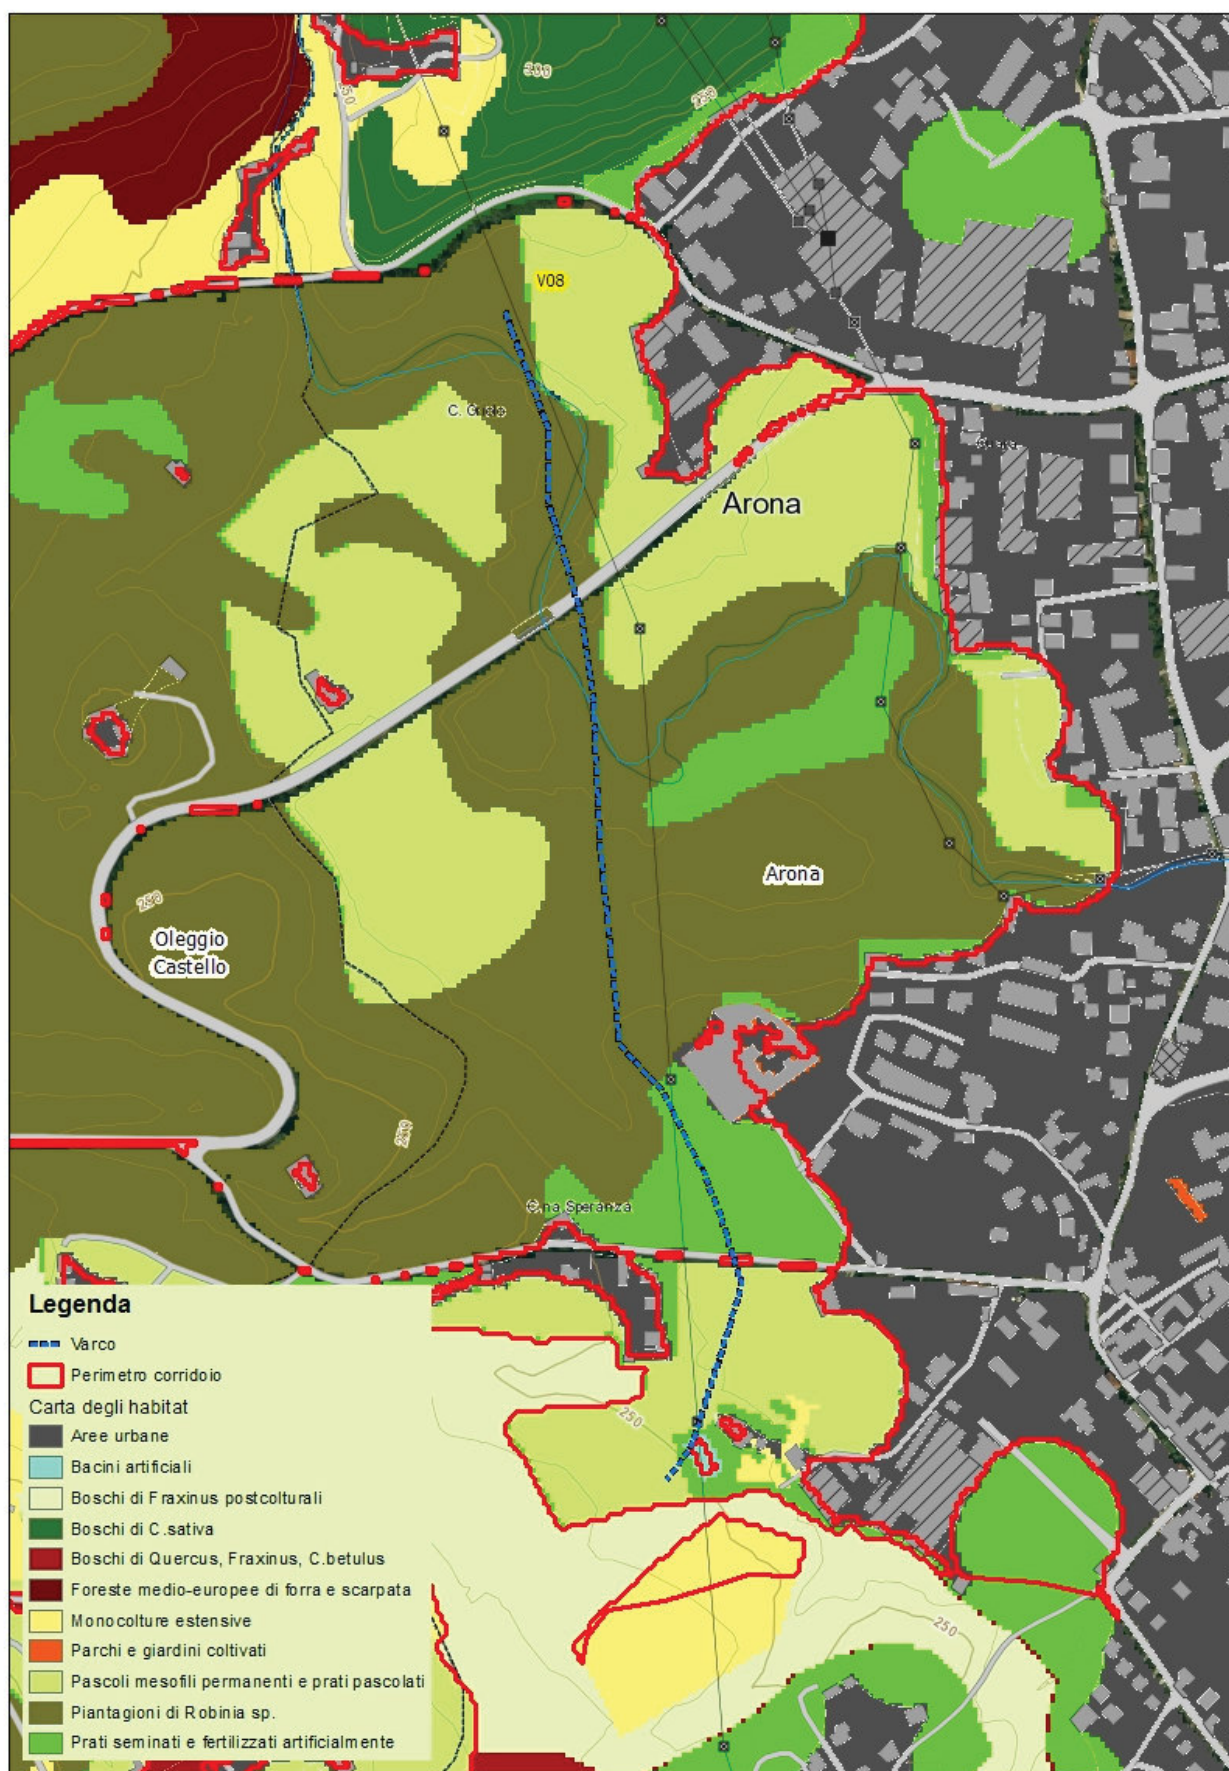 200
250
50
V08
C. G
Arona
250
Arona
Oleggio
Castello
250
C.na Speranza
250
250
Legenda
Varco
Perimetro corridoio
Carta degli habitat
Aree urbane
Bacini artificiali
Boschi di Fraxinus postcolturali
Boschi di C.sativa
Boschi di Quercus, Fraxinus, C.betulus
Foreste medio-europee di forra e scarpata
Monocolture estensive
Parchi e giardini coltivati
Pascoli mesofili permanenti e prati pascolati
Piantagioni di Robinia sp.
Prati seminati e fertilizzati artificialmente